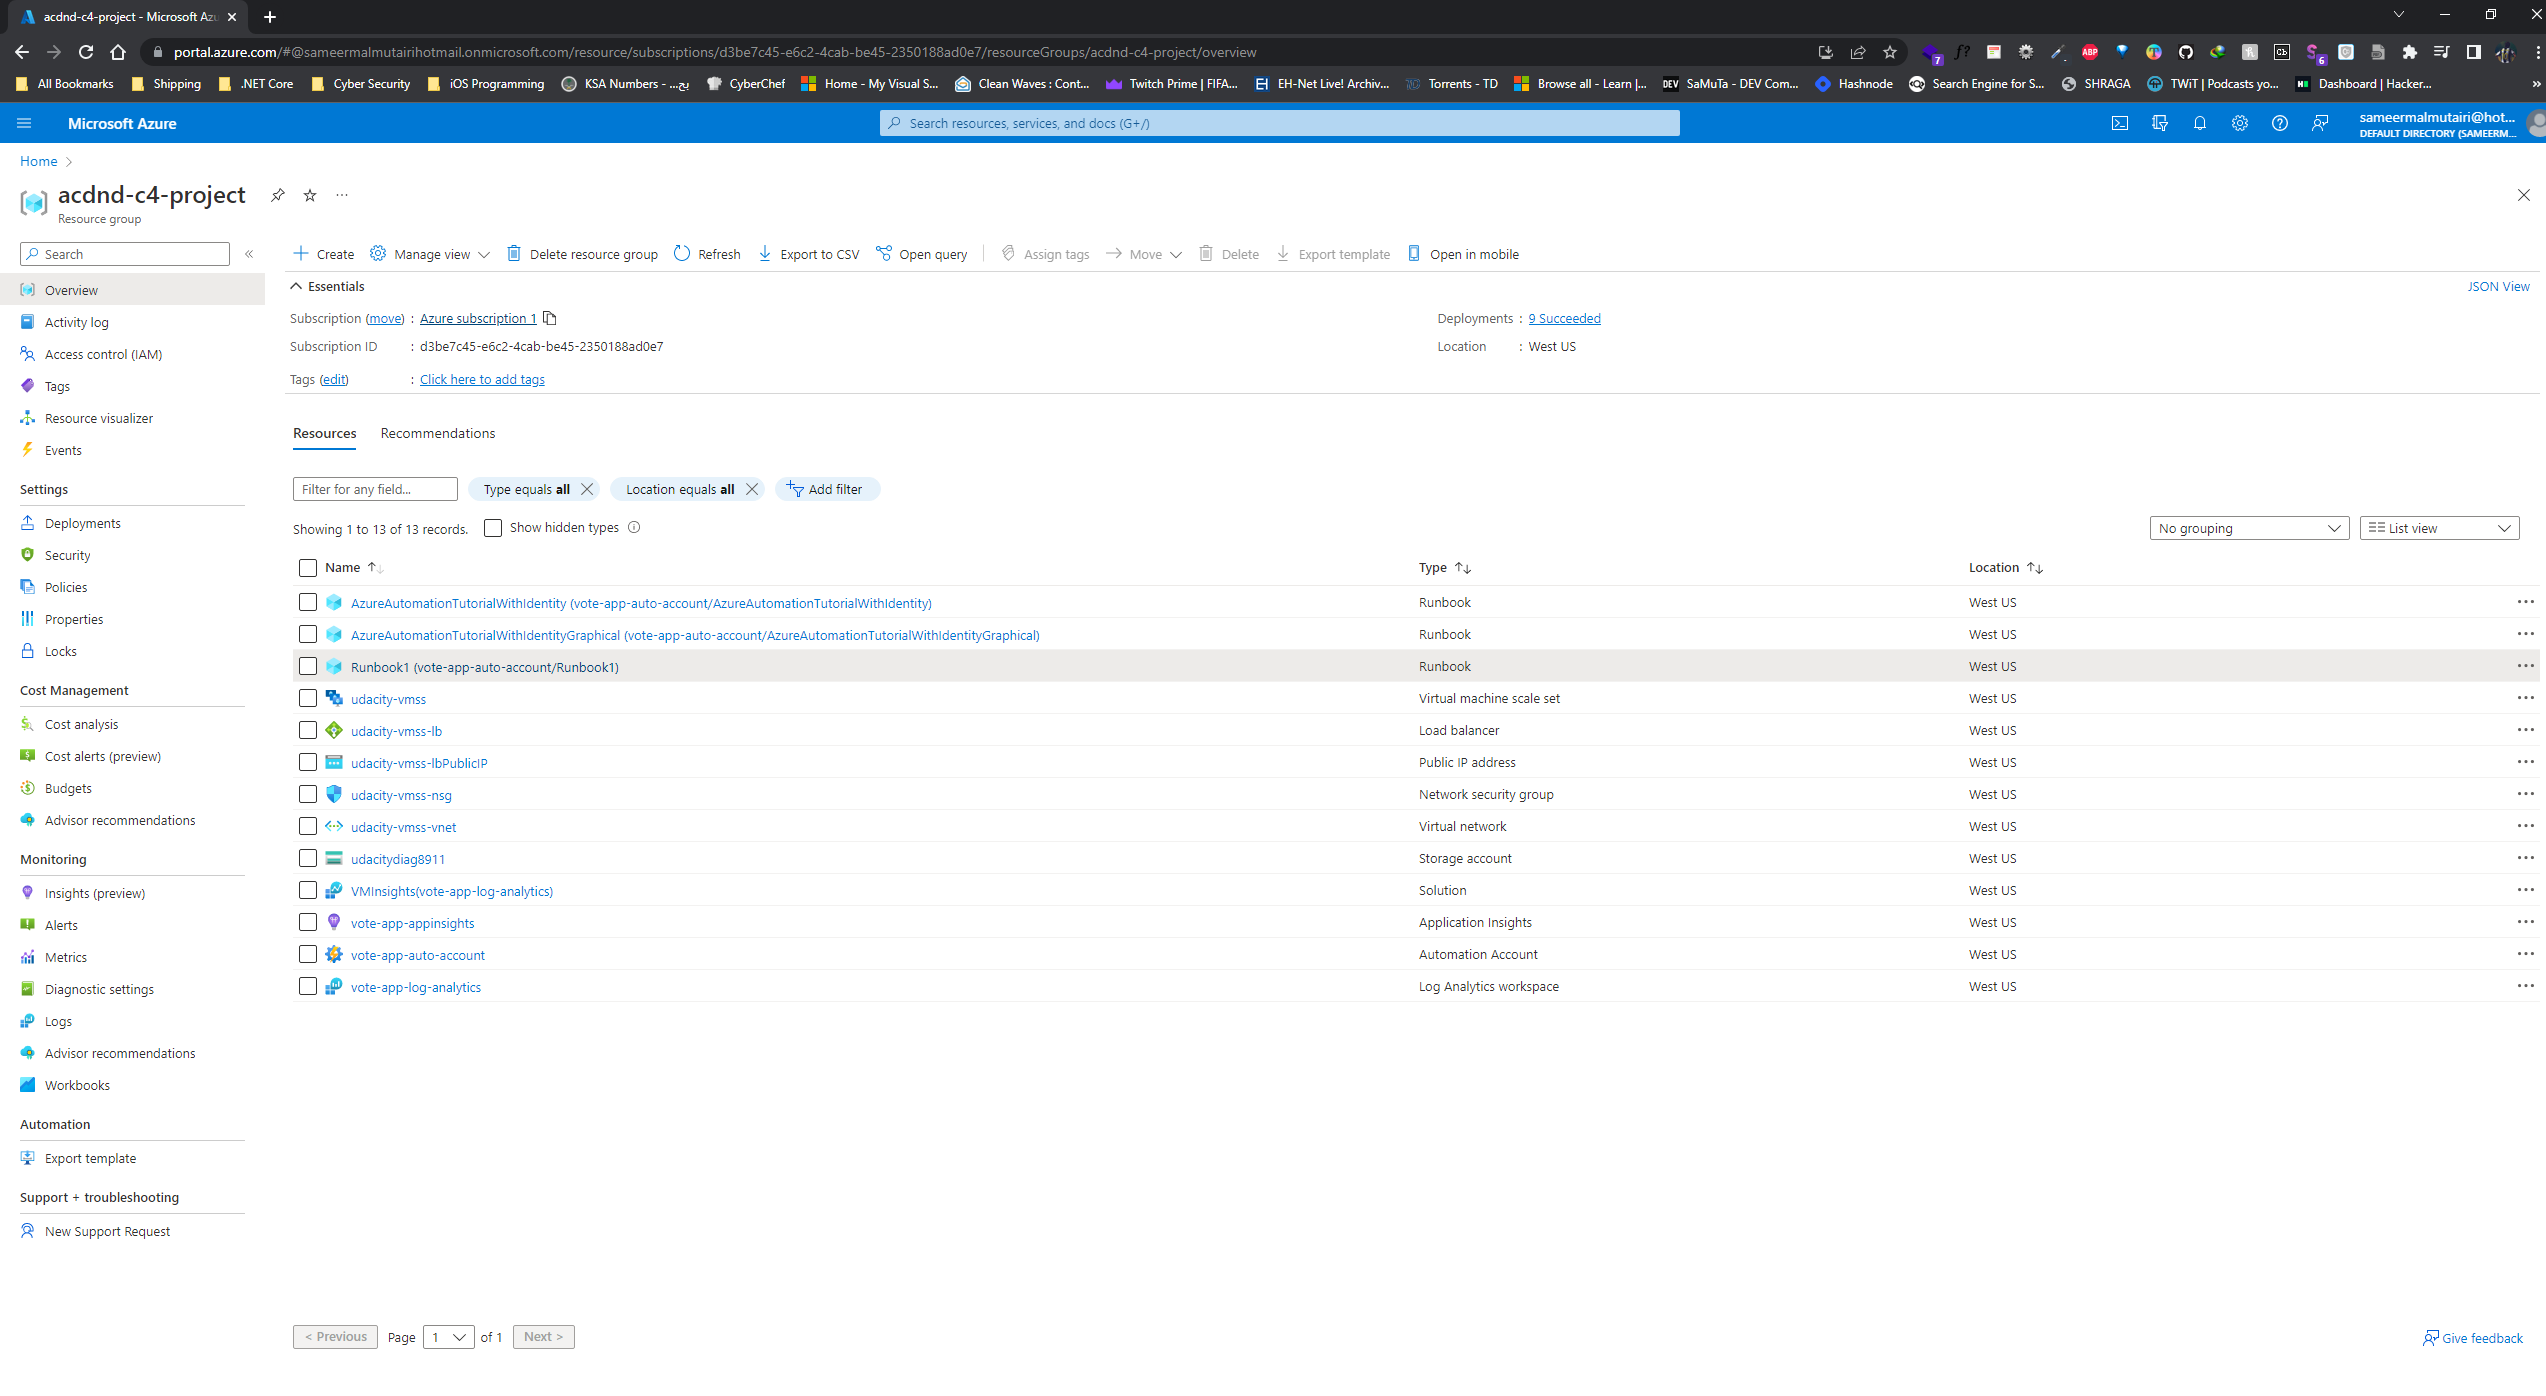 acdnd-c4-project - Microsoft Azu
portal.azure.com/#@sameermalmutairihotmail.onmicrosoft.com/resource/subscriptions/d3be7c45-e6c2-4cab-be45-2350188ad0e7/resourceGroups/acdnd-c4-project/overview
All Bookmarks Shipping .NET Core Cyber Security iOS Programming KSA Numbers - ... CyberChef Home - My Visual S... Clean Waves : Cont... Twitch Prime | FIFA... EH-Net Live! Archiv... Torrents - TD Browse all - Learn |... DEV SaMuTa - DEV Com... Hashnode Search Engine for S... SHRAGA TWiT | Podcasts yo... Dashboard | Hacker... »
Microsoft Azure
Search resources, services, and docs (G+/)
sameermalmutairi@hot...
DEFAULT DIRECTORY (SAMEERM...
Home >
acdnd-c4-project
Resource group
Search
«
Create Manage view Delete resource group Refresh Export to CSV Open query Assign tags Move Delete Export template Open in mobile
Overview
Activity log
Access control (IAM)
Tags
Resource visualizer
Events
Settings
Deployments
Security
Policies
Properties
Locks
Cost Management
Cost analysis
Cost alerts (preview)
Budgets
Advisor recommendations
Monitoring
Insights (preview)
Alerts
Metrics
Diagnostic settings
Logs
Advisor recommendations
Workbooks
Automation
Export template
Support + troubleshooting
New Support Request
Essentials
JSON View
Subscription (move) : Azure subscription 1
Subscription ID : d3be7c45-e6c2-4cab-be45-2350188ad0e7
Tags (edit) : Click here to add tags
Deployments : 9 Succeeded
Location : West US
Resources Recommendations
Filter for any field... Type equals all Location equals all Add filter
Showing 1 to 13 of 13 records. Show hidden types
No grouping List view
Name Type Location
AzureAutomationTutorialWithIdentity (vote-app-auto-account/AzureAutomationTutorialWithIdentity) Runbook West US
AzureAutomationTutorialWithIdentityGraphical (vote-app-auto-account/AzureAutomationTutorialWithIdentityGraphical) Runbook West US
Runbook1 (vote-app-auto-account/Runbook1) Runbook West US
udacity-vmss Virtual machine scale set West US
udacity-vmss-lb Load balancer West US
udacity-vmss-lbPublicIP Public IP address West US
udacity-vmss-nsg Network security group West US
udacity-vmss-vnet Virtual network West US
udacitydiag8911 Storage account West US
VMInsights(vote-app-log-analytics) Solution West US
vote-app-appinsights Application Insights West US
vote-app-auto-account Automation Account West US
vote-app-log-analytics Log Analytics workspace West US
< Previous Page 1 of 1 Next >
Give feedback